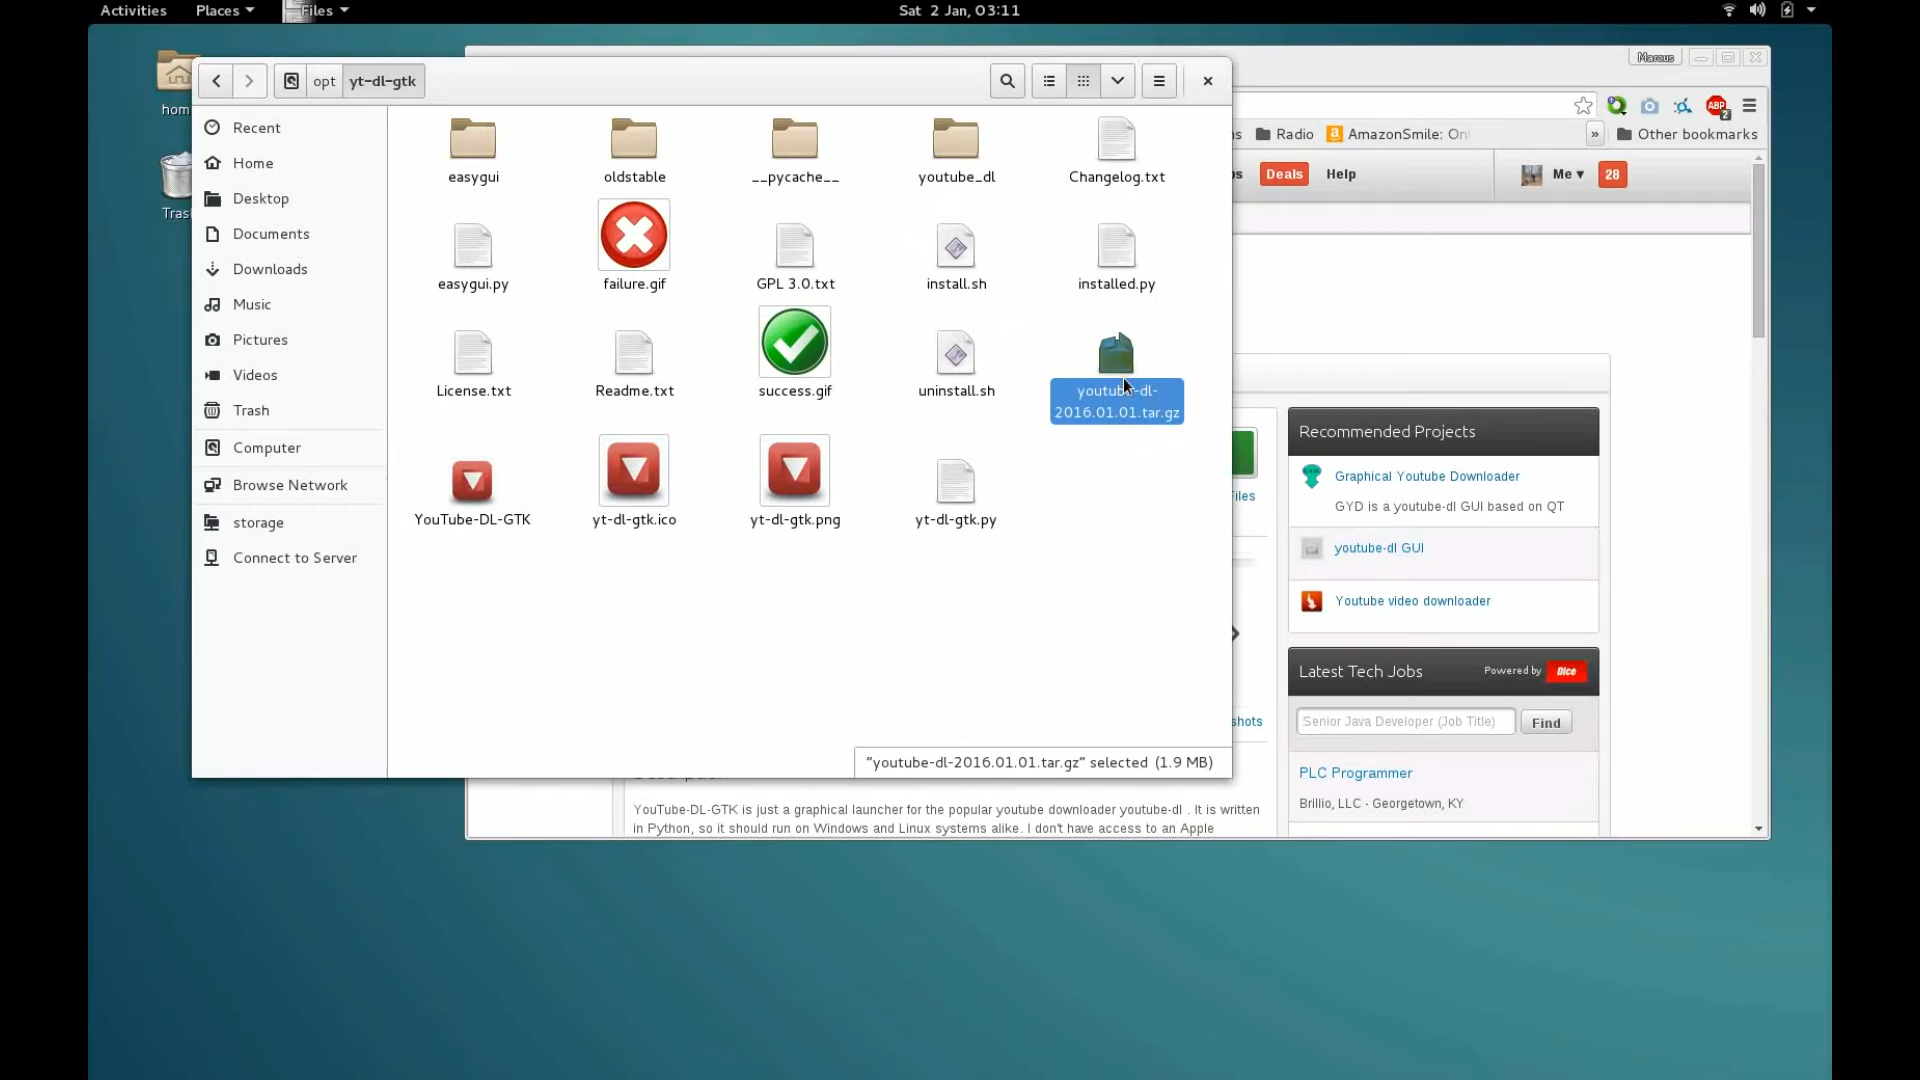 Activities Places Files Sat 2 Jan, 03:11
home
Marcus
opt yt-dl-gtk
Recent
Home
Desktop
Documents
Downloads
Music
Pictures
Videos
Trash
Computer
Browse Network
storage
Connect to Server
easygui oldstable __pycache__ youtube_dl Changelog.txt
easygui.py failure.gif GPL 3.0.txt install.sh installed.py
License.txt Readme.txt success.gif uninstall.sh youtube-dl-
2016.01.01.tar.gz
YouTube-DL-GTK yt-dl-gtk.ico yt-dl-gtk.png yt-dl-gtk.py
"youtube-dl-2016.01.01.tar.gz" selected (1.9 MB)
ABP
2
Radio a AmazonSmile: Onl » Other bookmarks
Deals Help Me ▾ 28
Recommended Projects
Graphical Youtube Downloader
GYD is a youtube-dl GUI based on QT
youtube-dl GUI
Youtube video downloader
Files
Latest Tech Jobs Powered by Dice
Senior Java Developer (Job Title) Find
PLC Programmer
Brillio, LLC - Georgetown, KY
shots
YouTube-DL-GTK is just a graphical launcher for the popular youtube downloader youtube-dl . It is written
in Python, so it should run on Windows and Linux systems alike. I don't have access to an Apple